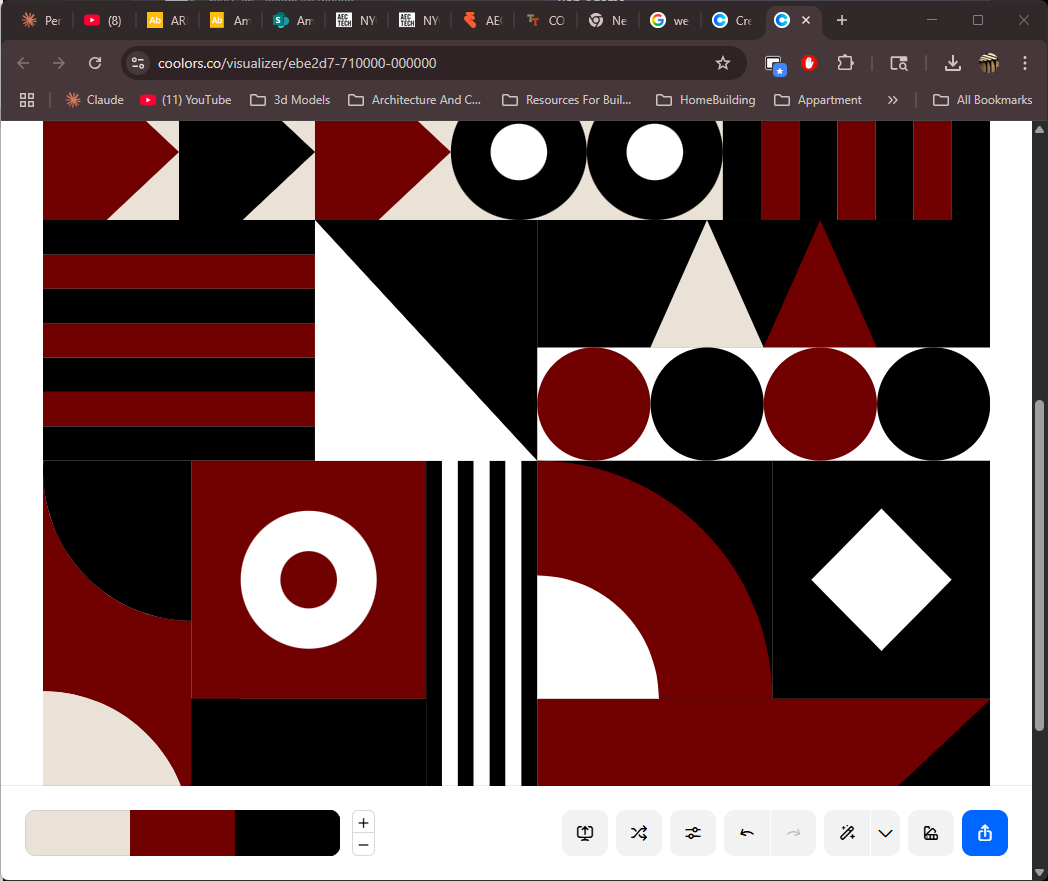 Per
(8)
AR
Am
Am
NY
NY
AEC
CO
Ne
we
Cre
coolors.co/visualizer/ebe2d7-710000-000000
Claude
(11) YouTube
3d Models
Architecture And C...
Resources For Buil...
HomeBuilding
Appartment
All Bookmarks